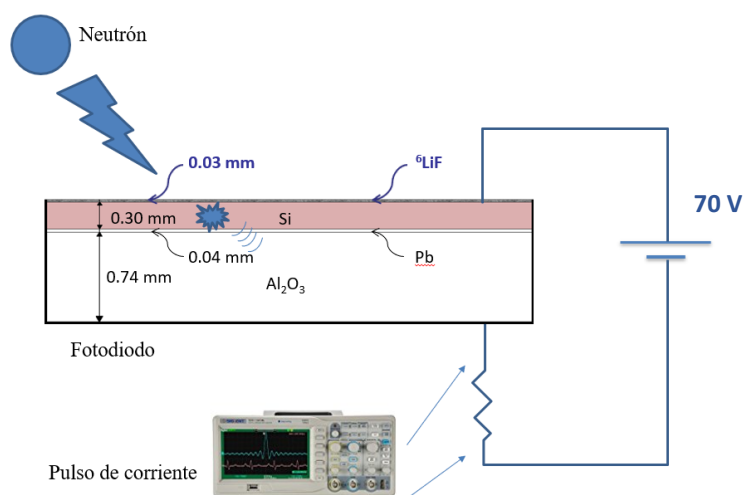 Neutrón
0.03 mm
⁶LiF
70 V
0.30 mm
Si
0.04 mm
Pb
0.74 mm
Al₂O₃
Fotodiodo
Pulso de corriente